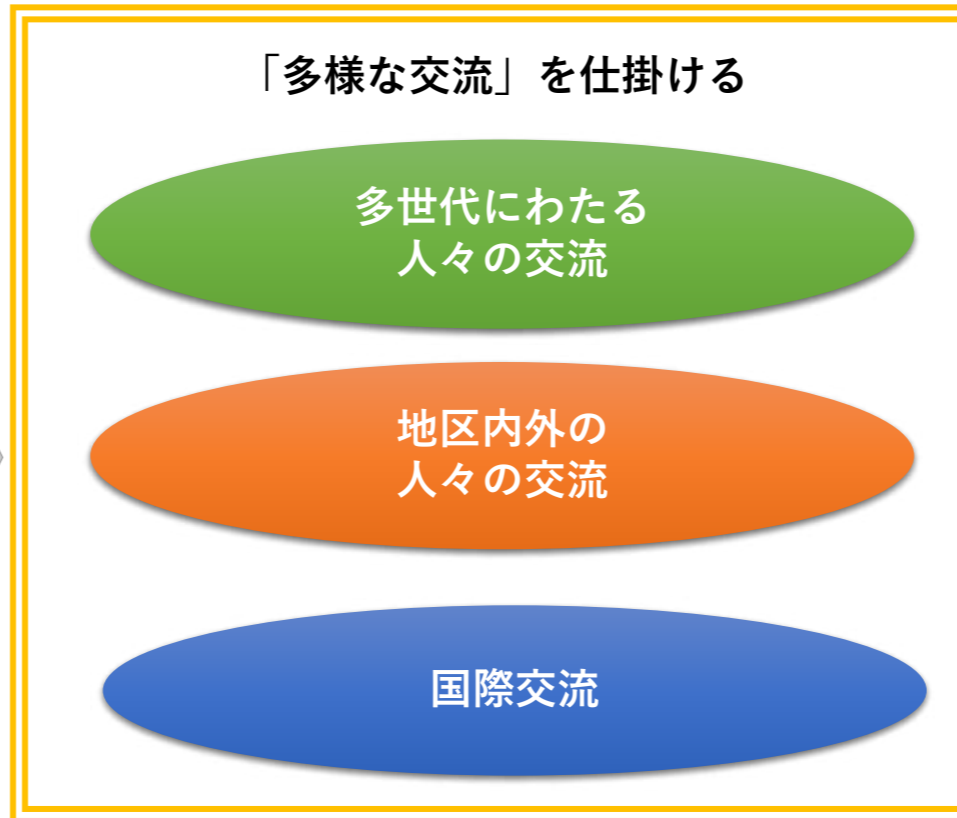 「多様な交流」を仕掛ける
多世代にわたる
人々の交流
地区内外の
人々の交流
国際交流